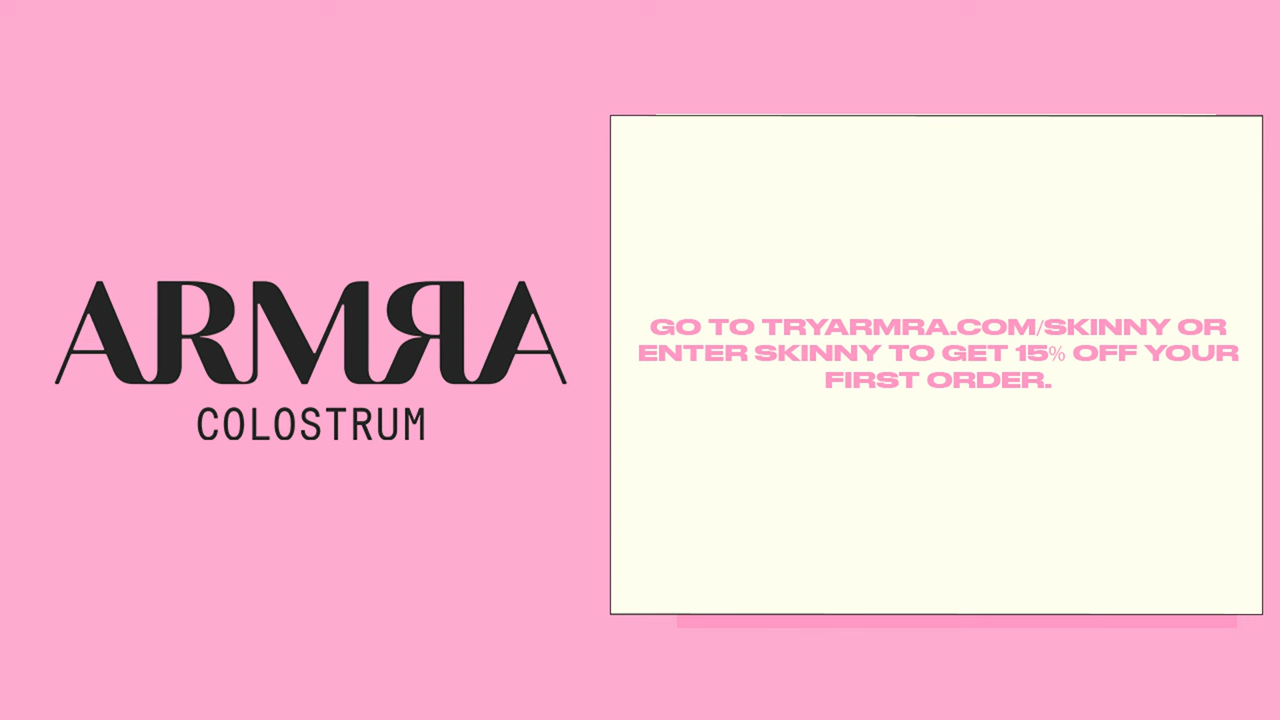 ARMRA
COLOSTRUM
GO TO TRYARMRA.COM/SKINNY OR
ENTER SKINNY TO GET 15% OFF YOUR
FIRST ORDER.